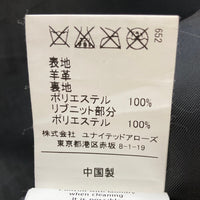 652
表地
羊革
裏地
ポリエステル 100%
リブニット部分
ポリエステル 100%
株式会社 ユナイテッドアローズ
東京都港区赤坂 8-1-19
中国製
when cleaning